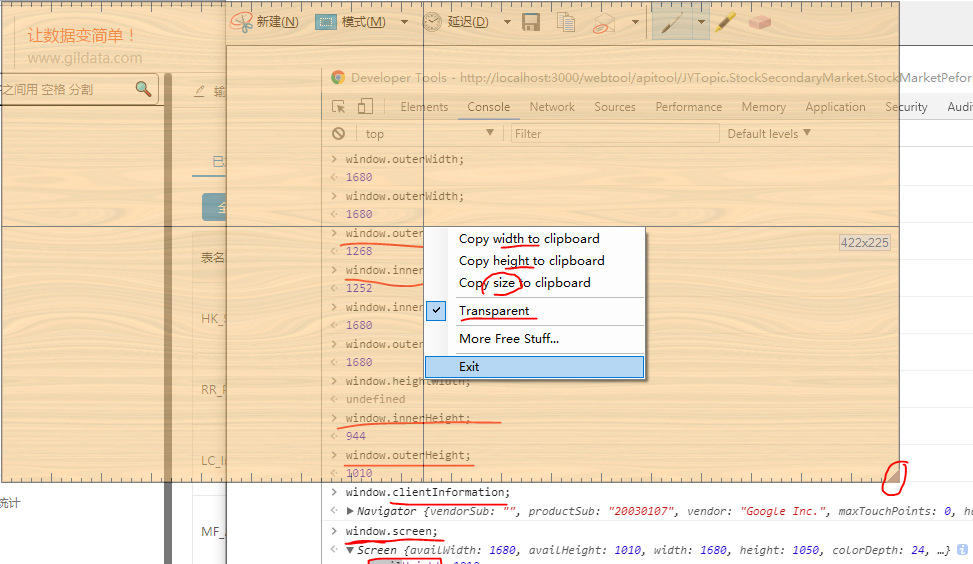 新建(N) 模式(M) 延迟(D)
让数据变简单！
www.gildata.com
Developer Tools - http://localhost:3000/webtool/apitool/JYTopic.StockSecondaryMarket.StockMarketPefor
之间用 空格 分割
Elements Console Network Sources Performance Memory Application Security Audi
top Filter Default levels
window.outerWidth;
1680
window.outerWidth;
1680
window.outer
1268
window.inner
1252
window.inner
1680
window.outer
1680
window.heightwidth;
undefined
window.innerHeight;
944
window.outerHeight;
1010
window.clientInformation;
Navigator {vendorSub: "", productSub: "20030107", vendor: "Google Inc.", maxTouchPoints: 0, ha
window.screen;
Screen {availWidth: 1680, availHeight: 1010, width: 1680, height: 1050, colorDepth: 24, …}
422x225
Copy width to clipboard
Copy height to clipboard
Copy size to clipboard
Transparent
More Free Stuff...
Exit
表名
HK_S
RR_R
LC_I
MF_
统计